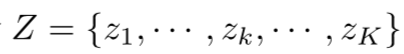 Z = {z_1, ⋯ , z_k, ⋯ , z_K}